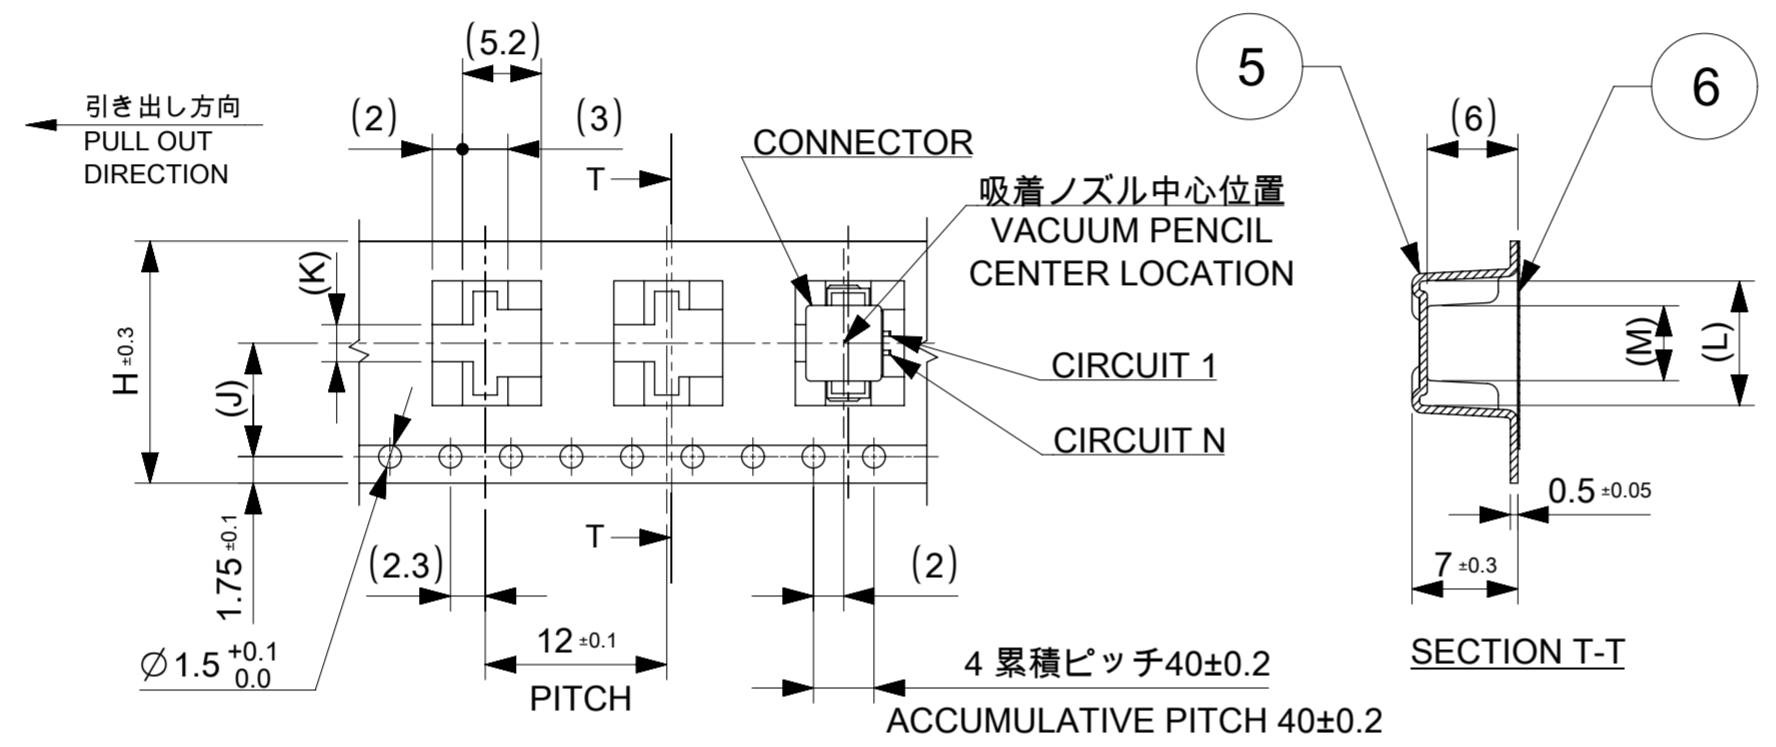 (5.2)
5
6
引き出し方向
PULL OUT
DIRECTION
(2)
(3)
CONNECTOR
(6)
T
吸着ノズル中心位置
VACUUM PENCIL
CENTER LOCATION
(K)
H ±0.3
(J)
CIRCUIT 1
(M)
(L)
CIRCUIT N
0.5 ±0.05
1.75 ±0.1
T
(2.3)
(2)
7 ±0.3
∅1.5 +0.1
0.0
12 ±0.1
PITCH
4 累積ピッチ40±0.2
ACCUMULATIVE PITCH 40±0.2
SECTION T-T